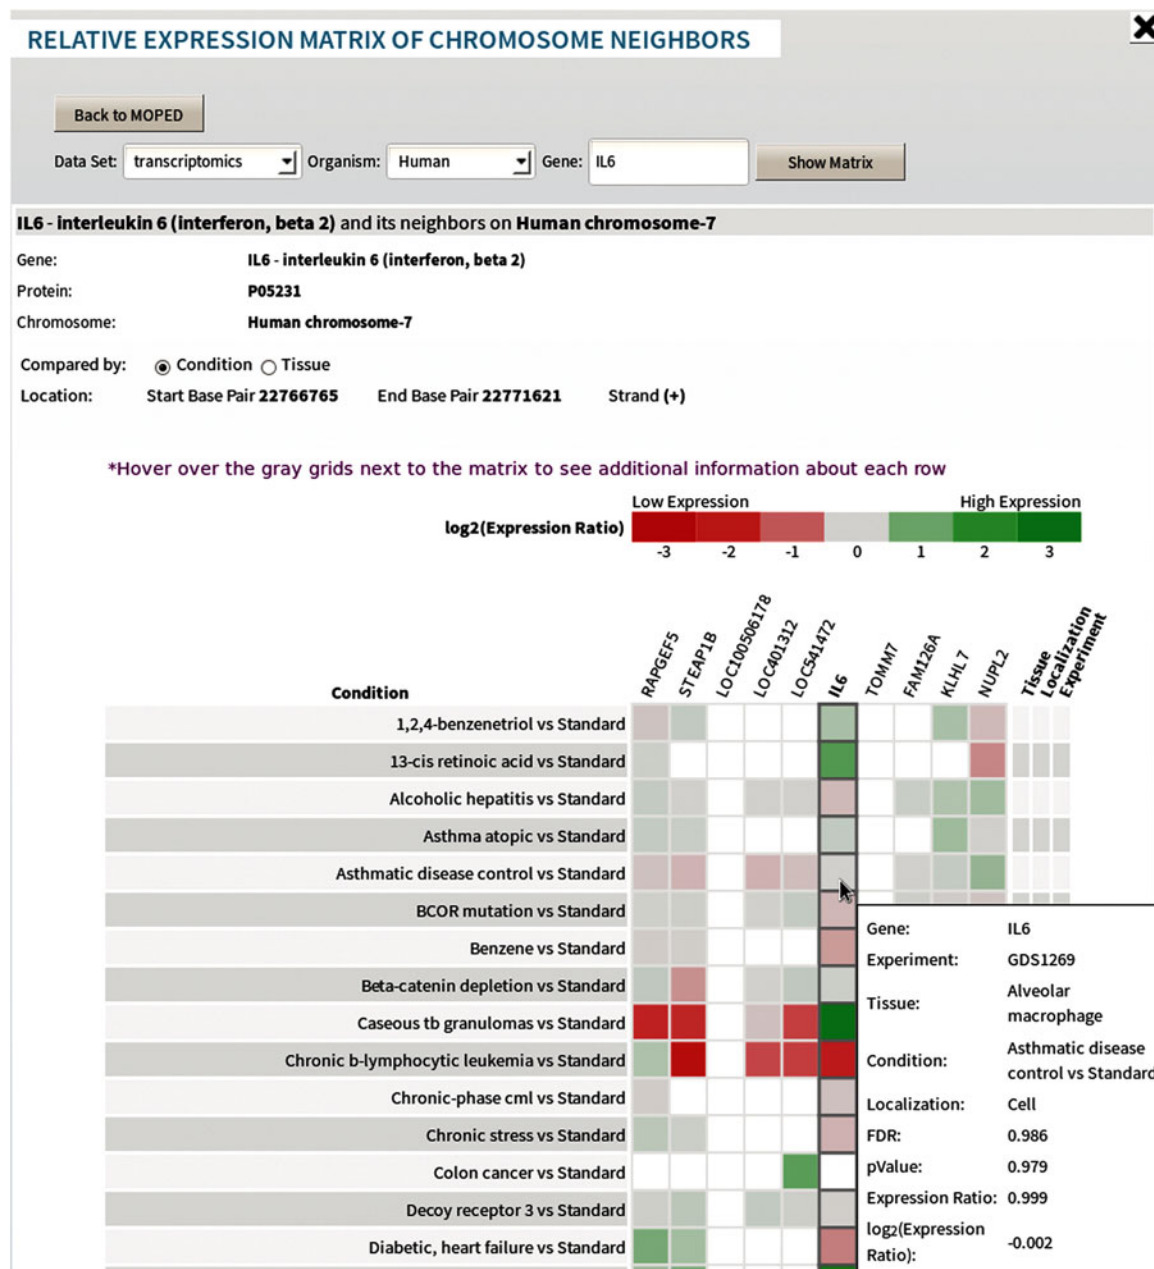 RELATIVE EXPRESSION MATRIX OF CHROMOSOME NEIGHBORS
Back to MOPED
Data Set: transcriptomics Organism: Human Gene: IL6 Show Matrix
IL6 - interleukin 6 (interferon, beta 2) and its neighbors on Human chromosome-7
Gene: IL6 - interleukin 6 (interferon, beta 2)
Protein: P05231
Chromosome: Human chromosome-7
Compared by: Condition Tissue
Location: Start Base Pair 22766765 End Base Pair 22771621 Strand (+)
*Hover over the gray grids next to the matrix to see additional information about each row
Low Expression High Expression
log2(Expression Ratio)
-3 -2 -1 0 1 2 3
Condition RAPGEF5 STEAP1B LOC100506178 LOC401312 LOC541472 IL6 TOMM7 FAM126A KLHL7 NUPL2 Tissue Localization Experiment
1,2,4-benzenetriol vs Standard
13-cis retinoic acid vs Standard
Alcoholic hepatitis vs Standard
Asthma atopic vs Standard
Asthmatic disease control vs Standard
BCOR mutation vs Standard
Benzene vs Standard
Beta-catenin depletion vs Standard
Caseous tb granulomas vs Standard
Chronic b-lymphocytic leukemia vs Standard
Chronic-phase cml vs Standard
Chronic stress vs Standard
Colon cancer vs Standard
Decoy receptor 3 vs Standard
Diabetic, heart failure vs Standard
Gene: IL6
Experiment: GDS1269
Tissue: Alveolar
macrophage
Condition: Asthmatic disease
control vs Standard
Localization: Cell
FDR: 0.986
pValue: 0.979
Expression Ratio: 0.999
log2(Expression
Ratio): -0.002